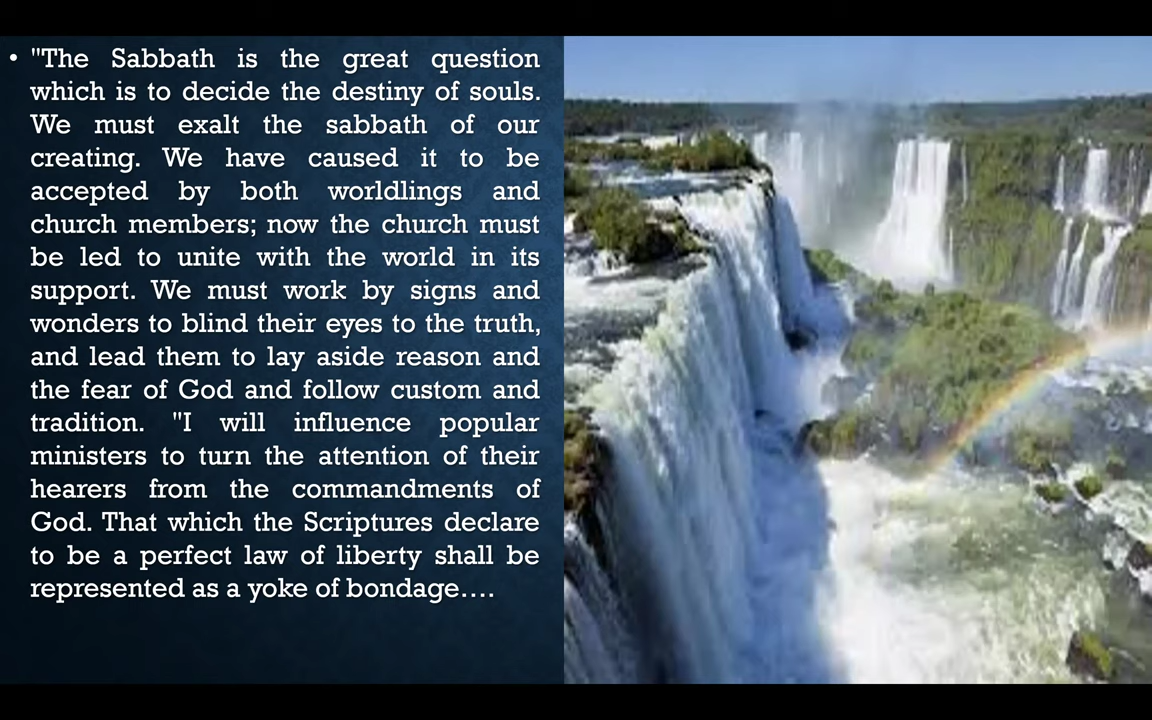 • "The Sabbath is the great question
which is to decide the destiny of souls.
We must exalt the sabbath of our
creating. We have caused it to be
accepted by both worldlings and
church members; now the church must
be led to unite with the world in its
support. We must work by signs and
wonders to blind their eyes to the truth,
and lead them to lay aside reason and
the fear of God and follow custom and
tradition. "I will influence popular
ministers to turn the attention of their
hearers from the commandments of
God. That which the Scriptures declare
to be a perfect law of liberty shall be
represented as a yoke of bondage....